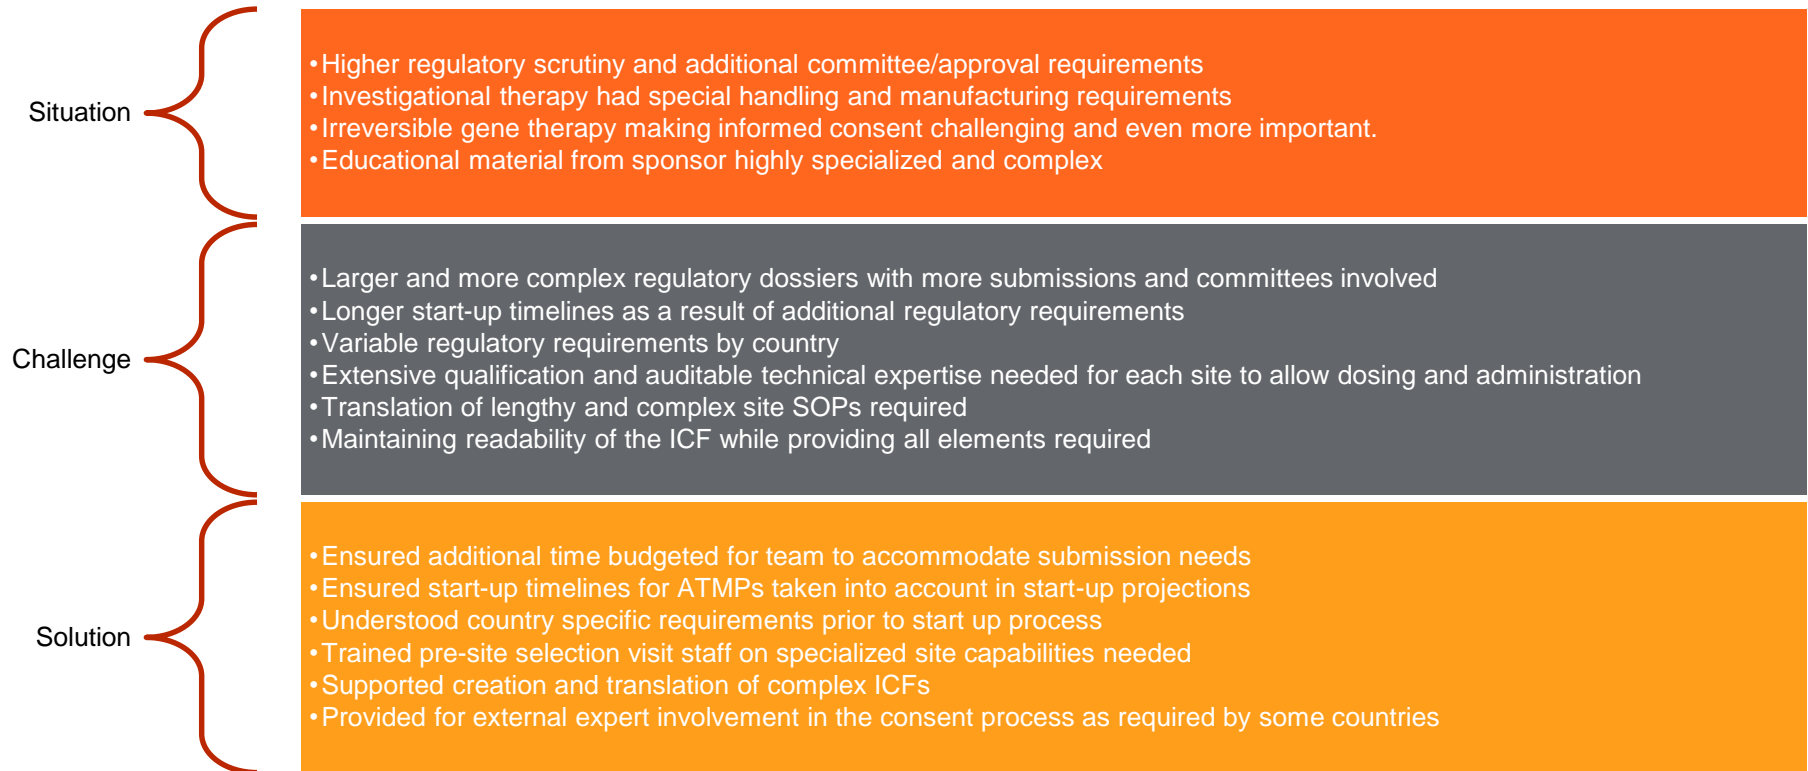 Situation
•Higher regulatory scrutiny and additional committee/approval requirements
•Investigational therapy had special handling and manufacturing requirements
•Irreversible gene therapy making informed consent challenging and even more important.
•Educational material from sponsor highly specialized and complex
Challenge
•Larger and more complex regulatory dossiers with more submissions and committees involved
•Longer start-up timelines as a result of additional regulatory requirements
•Variable regulatory requirements by country
•Extensive qualification and auditable technical expertise needed for each site to allow dosing and administration
•Translation of lengthy and complex site SOPs required
•Maintaining readability of the ICF while providing all elements required
Solution
•Ensured additional time budgeted for team to accommodate submission needs
•Ensured start-up timelines for ATMPs taken into account in start-up projections
•Understood country specific requirements prior to start up process
•Trained pre-site selection visit staff on specialized site capabilities needed
•Supported creation and translation of complex ICFs
•Provided for external expert involvement in the consent process as required by some countries